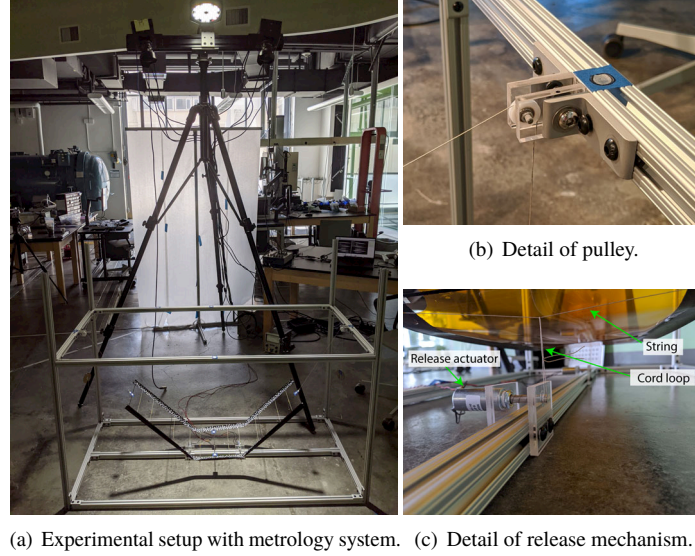 (b) Detail of pulley.
String
Release actuator
Cord loop
(a) Experimental setup with metrology system.
(c) Detail of release mechanism.